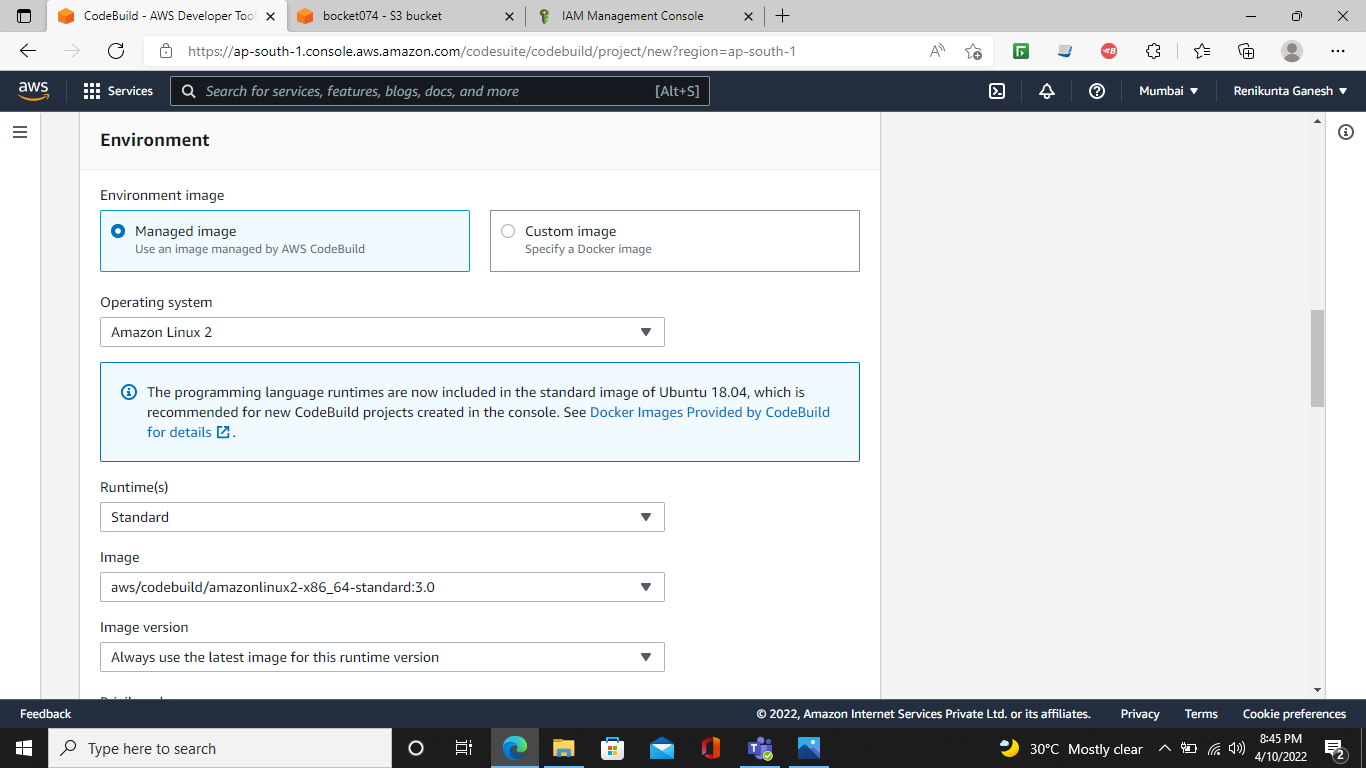 CodeBuild - AWS Developer Tool
bocket074 - S3 bucket
IAM Management Console
https://ap-south-1.console.aws.amazon.com/codesuite/codebuild/project/new?region=ap-south-1
aws
Services
Search for services, features, blogs, docs, and more
[Alt+S]
Mumbai
Renikunta Ganesh
Environment
Environment image
Managed image
Use an image managed by AWS CodeBuild
Custom image
Specify a Docker image
Operating system
Amazon Linux 2
The programming language runtimes are now included in the standard image of Ubuntu 18.04, which is
recommended for new CodeBuild projects created in the console. See Docker Images Provided by CodeBuild
for details .
Runtime(s)
Standard
Image
aws/codebuild/amazonlinux2-x86_64-standard:3.0
Image version
Always use the latest image for this runtime version
Feedback
© 2022, Amazon Internet Services Private Ltd. or its affiliates.
Privacy
Terms
Cookie preferences
Type here to search
30°C Mostly clear
8:45 PM
4/10/2022
2